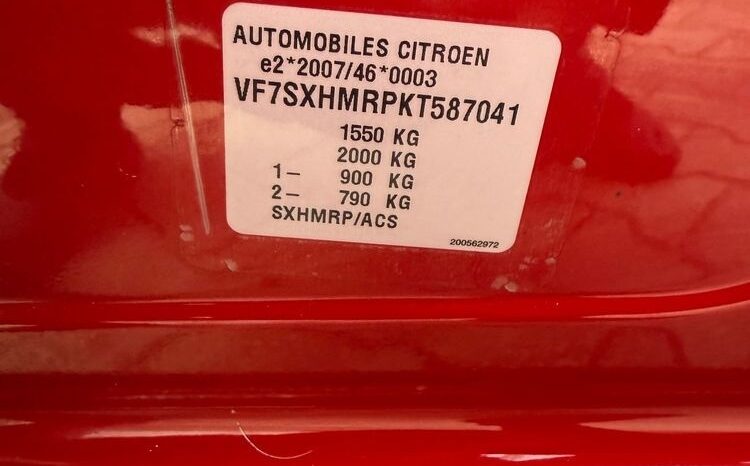 AUTOMOBILES CITROEN
e2*2007/46*0003
VF7SXHMRPKT587041
1550 KG
2000 KG
1- 900 KG
2- 790 KG
SXHMRP/ACS
200562972